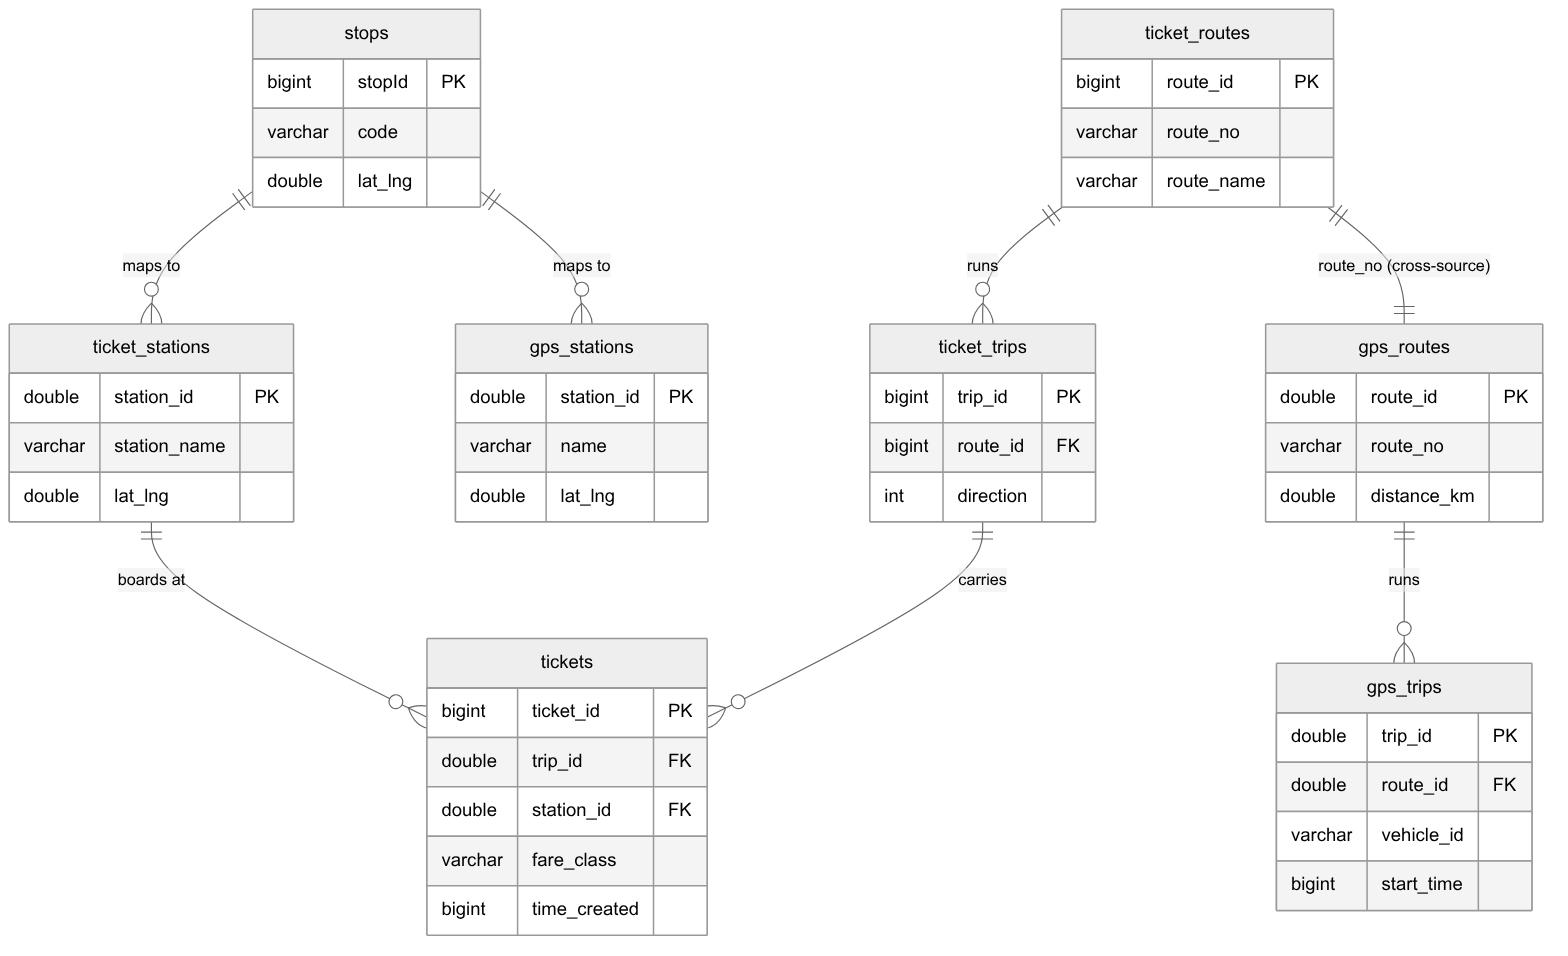 stops
bigint stopId PK
varchar code
double lat_lng
ticket_routes
bigint route_id PK
varchar route_no
varchar route_name
maps to
maps to
runs
route_no (cross-source)
ticket_stations
double station_id PK
varchar station_name
double lat_lng
gps_stations
double station_id PK
varchar name
double lat_lng
ticket_trips
bigint trip_id PK
bigint route_id FK
int direction
gps_routes
double route_id PK
varchar route_no
double distance_km
boards at
carries
runs
tickets
bigint ticket_id PK
double trip_id FK
double station_id FK
varchar fare_class
bigint time_created
gps_trips
double trip_id PK
double route_id FK
varchar vehicle_id
bigint start_time